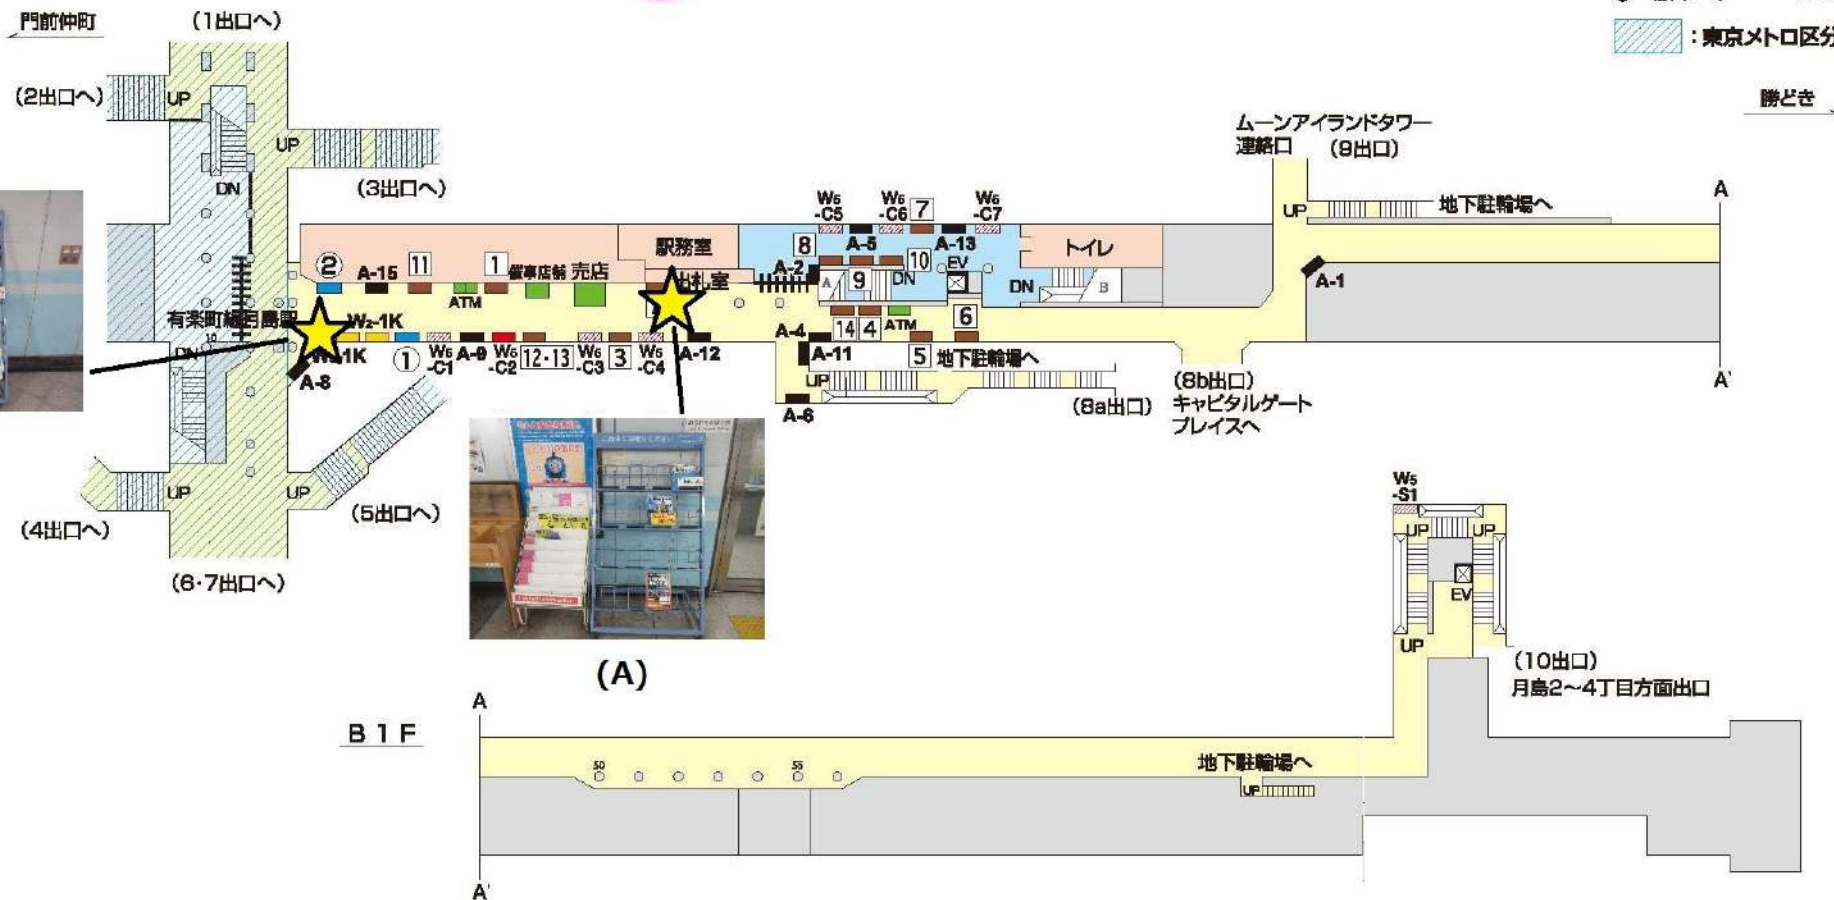 門前仲町
(1出口へ)
:東京メトロ区分
(2出口へ)
UP
勝どき
ムーンアイランドタワー
連絡口 (9出口)
UP
(3出口へ)
DN
UP
地下駐輪場へ
A
W5-C5
W5-C6
7
W5-C7
駅務室
8
A-5
A-13
トイレ
②
A-15
11
1
催事店舗
売店
出札室
A-2
A
9
DN
10
EV
DN
B
A-1
ATM
有楽町線月島駅
10
W2-1K
1K
DN
A-8
①
W5-C1
A-9
W5-C2
12・13
W5-C3
3
W5-C4
A-12
A-4
A-11
14
4
ATM
6
5
地下駐輪場へ
UP
A-6
(8a出口)
(8b出口)
キャピタルゲート
プレイスへ
A'
UP
UP
(4出口へ)
(5出口へ)
(6・7出口へ)
(A)
W5-S1
UP
UP
EV
UP
(10出口)
月島2〜4丁目方面出口
A
B1F
50
55
地下駐輪場へ
UP
A'